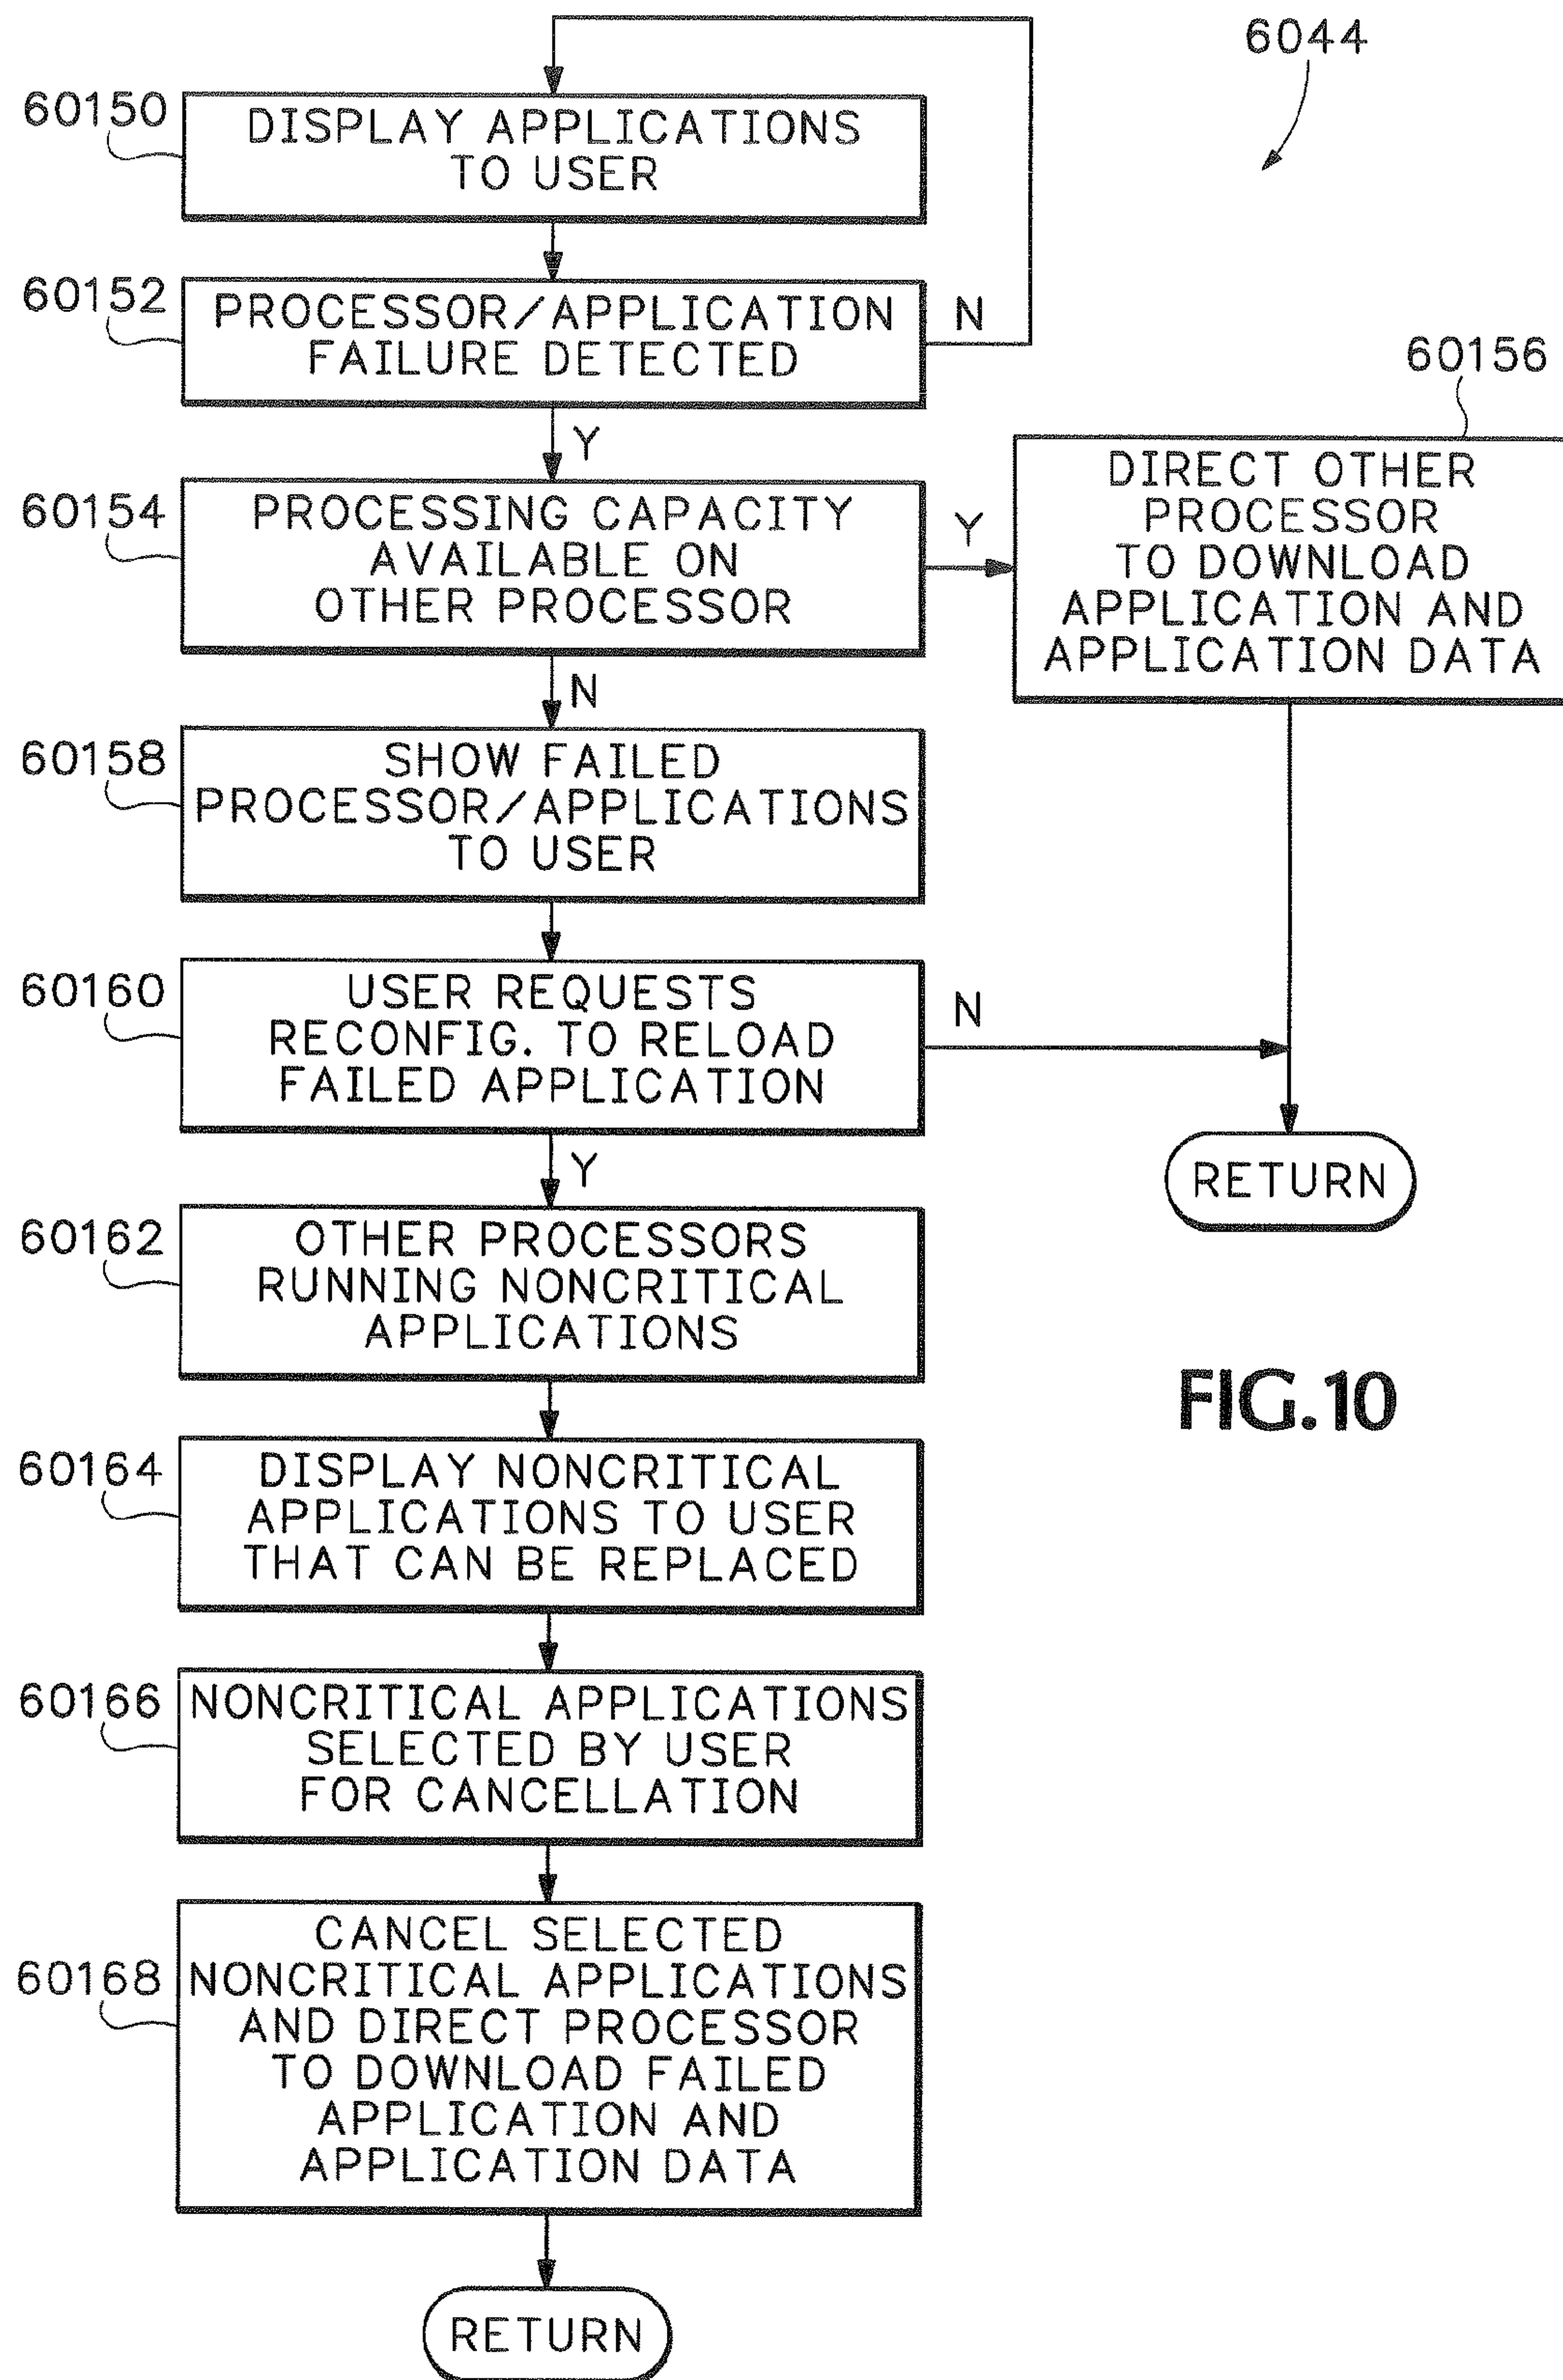 6044
60150
DISPLAY APPLICATIONS
TO USER
60152
PROCESSOR/APPLICATION
FAILURE DETECTED
N
Y
60154
PROCESSING CAPACITY
AVAILABLE ON
OTHER PROCESSOR
Y
60156
DIRECT OTHER
PROCESSOR
TO DOWNLOAD
APPLICATION AND
APPLICATION DATA
N
60158
SHOW FAILED
PROCESSOR/APPLICATIONS
TO USER
60160
USER REQUESTS
RECONFIG. TO RELOAD
FAILED APPLICATION
N
RETURN
Y
60162
OTHER PROCESSORS
RUNNING NONCRITICAL
APPLICATIONS
FIG.10
60164
DISPLAY NONCRITICAL
APPLICATIONS TO USER
THAT CAN BE REPLACED
60166
NONCRITICAL APPLICATIONS
SELECTED BY USER
FOR CANCELLATION
60168
CANCEL SELECTED
NONCRITICAL APPLICATIONS
AND DIRECT PROCESSOR
TO DOWNLOAD FAILED
APPLICATION AND
APPLICATION DATA
RETURN